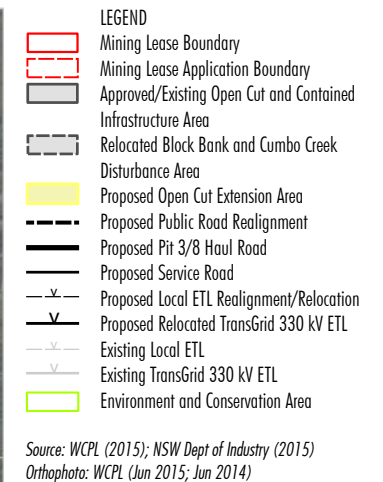 LEGEND
Mining Lease Boundary
Mining Lease Application Boundary
Approved/Existing Open Cut and Contained
Infrastructure Area
Relocated Block Bank and Cumbo Creek
Disturbance Area
Proposed Open Cut Extension Area
Proposed Public Road Realignment
Proposed Pit 3/8 Haul Road
Proposed Service Road
V Proposed Local ETL Realignment/Relocation
V Proposed Relocated TransGrid 330 kV ETL
V Existing Local ETL
V Existing TransGrid 330 kV ETL
Environment and Conservation Area
Source: WCPL (2015); NSW Dept of Industry (2015)
Orthophoto: WCPL (Jun 2015; Jun 2014)